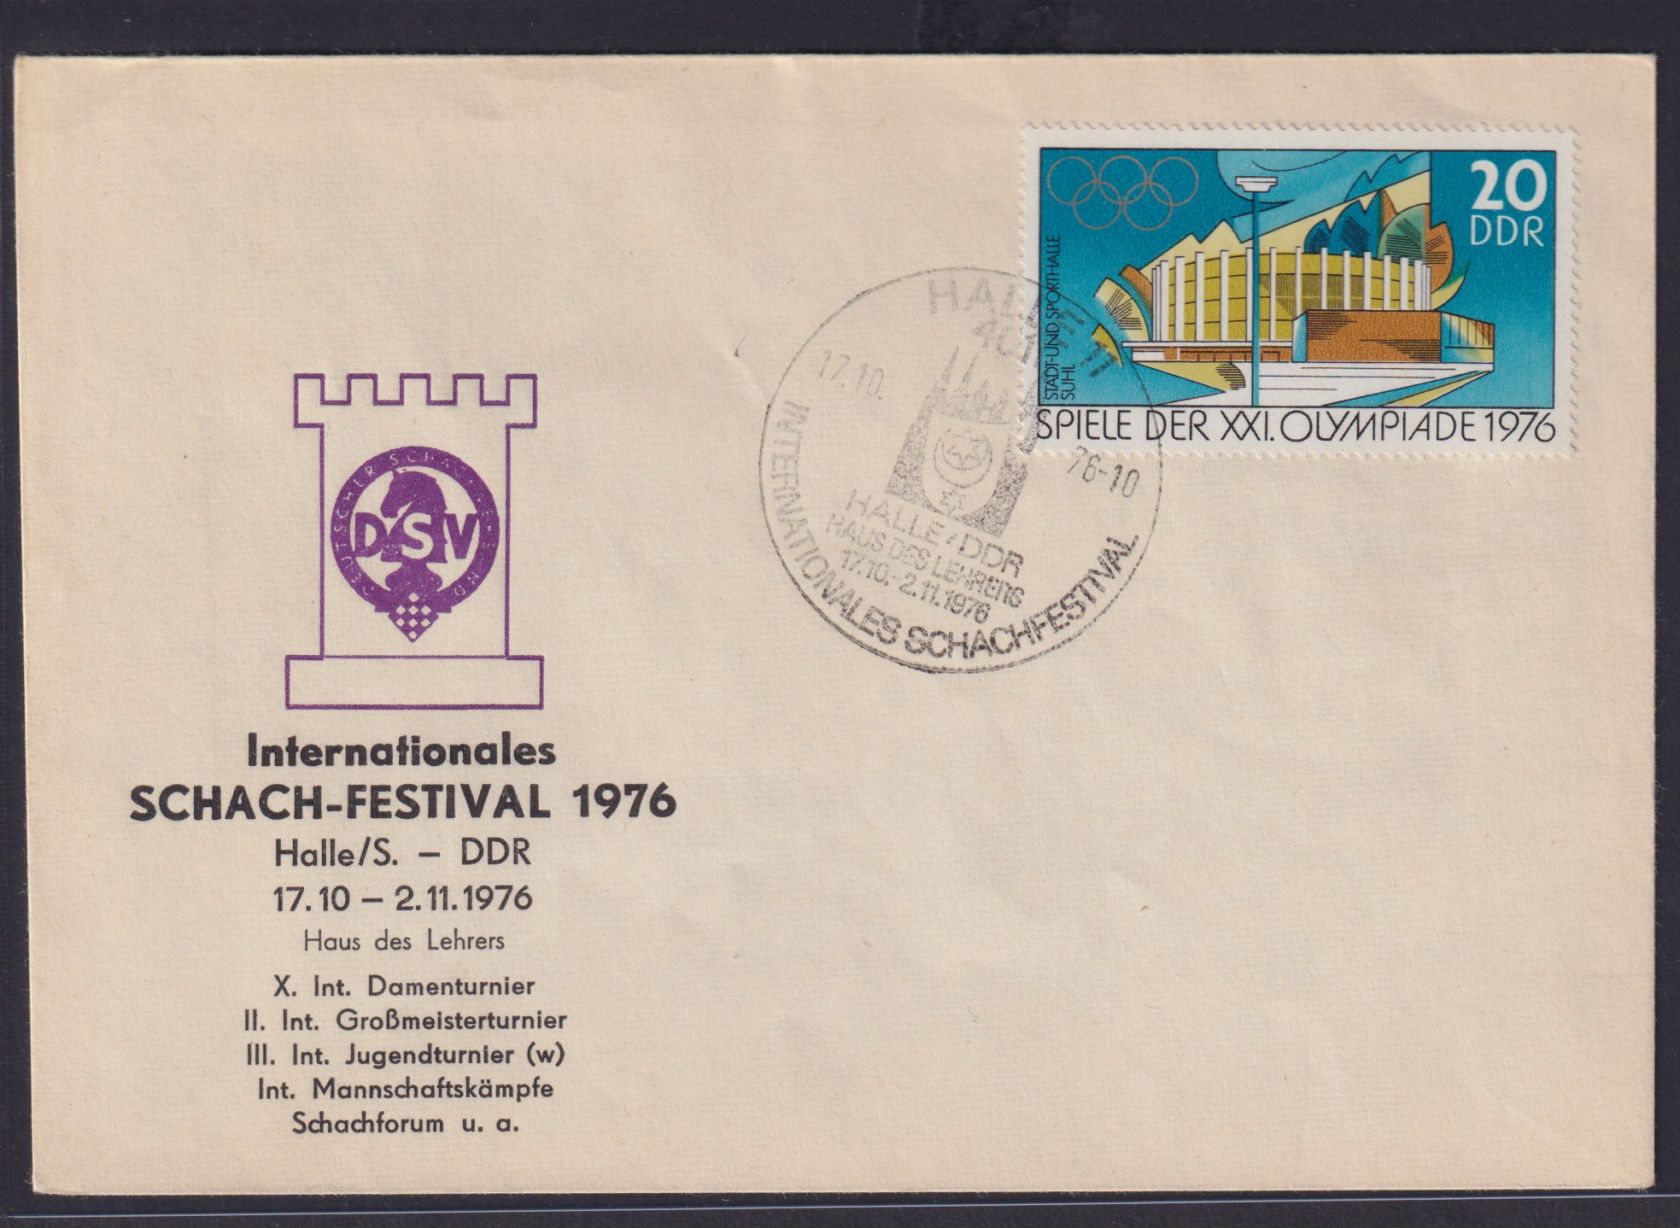 20
DDR
STADT-UND SPORTHALLE
SUHL
SPIELE DER XXI. OLYMPIADE 1976
17.10. 76-10
HALLE/DDR
HAUS DES LEHRERS
17.10.-2.11.1976
INTERNATIONALES SCHACHFESTIVAL
DSV
Internationales
SCHACH-FESTIVAL 1976
Halle/S. – DDR
17.10 – 2.11.1976
Haus des Lehrers
X. Int. Damenturnier
II. Int. Großmeisterturnier
III. Int. Jugendturnier (w)
Int. Mannschaftskämpfe
Schachforum u. a.